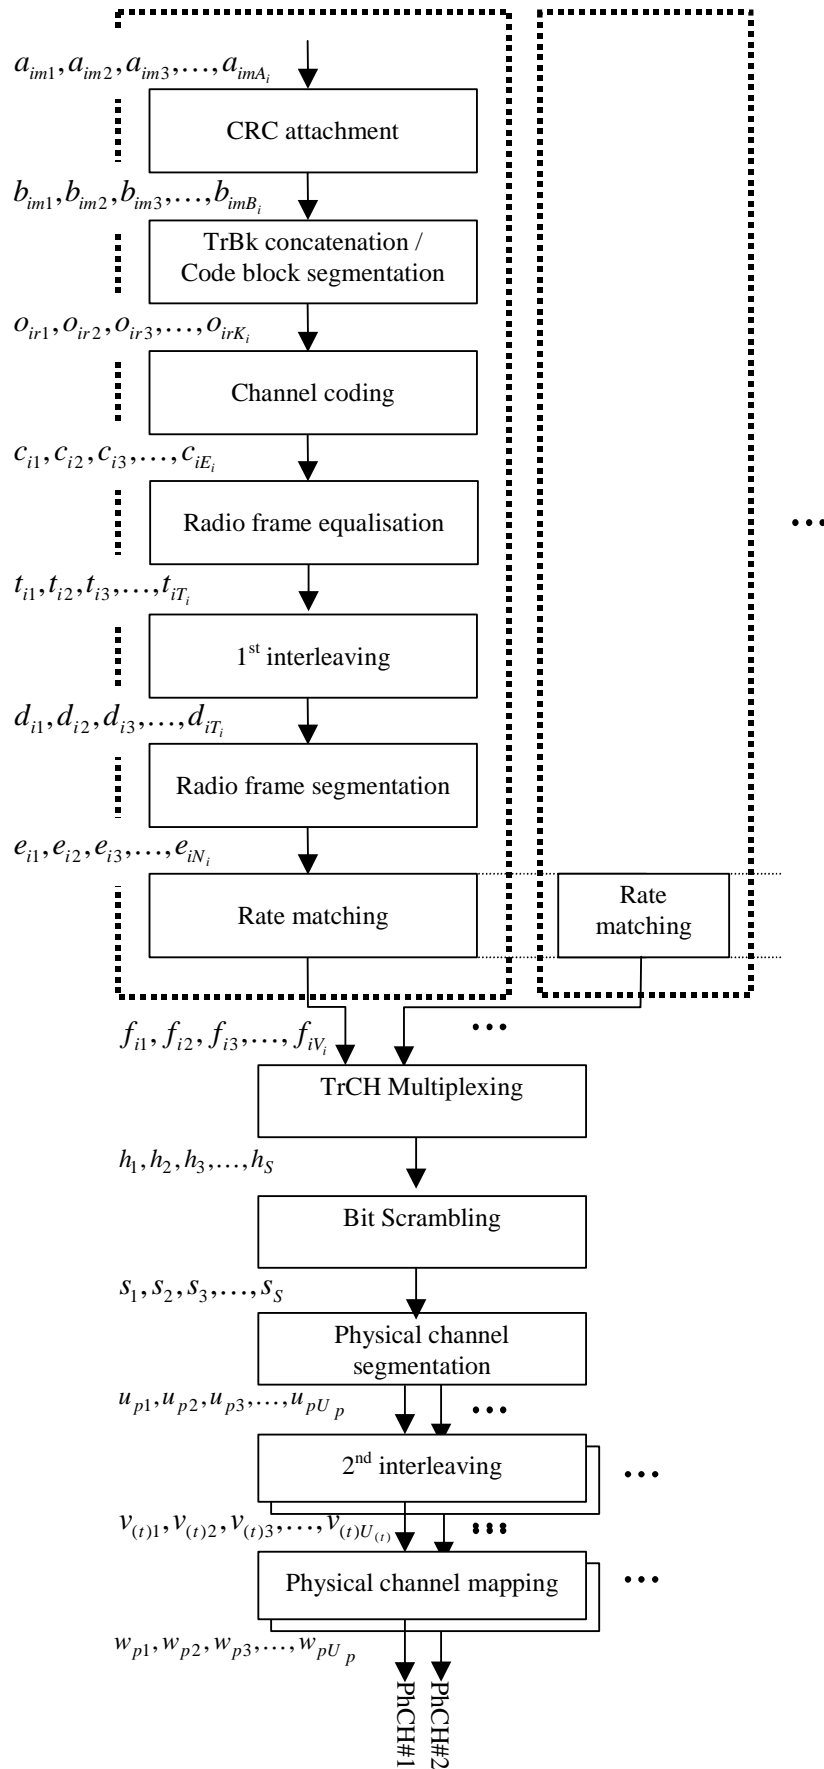 a_{im1}, a_{im2}, a_{im3}, …, a_{imA_i}
CRC attachment
b_{im1}, b_{im2}, b_{im3}, …, b_{imB_i}
TrBk concatenation /
Code block segmentation
o_{ir1}, o_{ir2}, o_{ir3}, …, o_{irK_i}
Channel coding
c_{i1}, c_{i2}, c_{i3}, …, c_{iE_i}
Radio frame equalisation
…
t_{i1}, t_{i2}, t_{i3}, …, t_{iT_i}
1^{st} interleaving
d_{i1}, d_{i2}, d_{i3}, …, d_{iT_i}
Radio frame segmentation
e_{i1}, e_{i2}, e_{i3}, …, e_{iN_i}
Rate matching
Rate
matching
f_{i1}, f_{i2}, f_{i3}, …, f_{iV_i}
…
TrCH Multiplexing
h_1, h_2, h_3, …, h_S
Bit Scrambling
s_1, s_2, s_3, …, s_S
Physical channel
segmentation
u_{p1}, u_{p2}, u_{p3}, …, u_{pU_p}
…
2^{nd} interleaving
…
v_{(t)1}, v_{(t)2}, v_{(t)3}, …, v_{(t)U_{(t)}}
…
Physical channel mapping
…
w_{p1}, w_{p2}, w_{p3}, …, w_{pU_p}
PhCH#1
PhCH#2